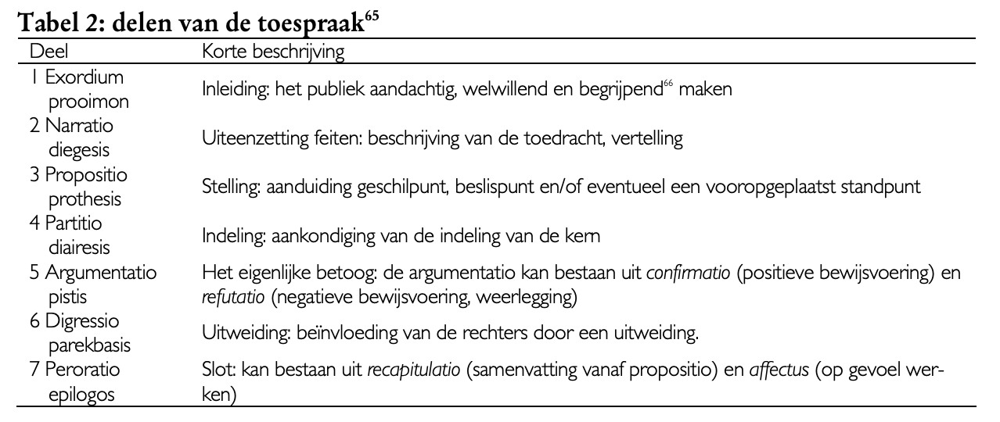 Tabel 2: delen van de toespraak65
Deel Korte beschrijving
1 Exordium
prooimon
Inleiding: het publiek aandachtig, welwillend en begrijpend66 maken
2 Narratio
diegesis
Uiteenzetting feiten: beschrijving van de toedracht, vertelling
3 Propositio
prothesis
Stelling: aanduiding geschilpunt, beslispunt en/of eventueel een vooropgeplaatst standpunt
4 Partitio
diairesis
Indeling: aankondiging van de indeling van de kern
5 Argumentatio
pistis
Het eigenlijke betoog: de argumentatio kan bestaan uit confirmatio (positieve bewijsvoering) en
refutatio (negatieve bewijsvoering, weerlegging)
6 Digressio
parekbasis
Uitweiding: beïnvloeding van de rechters door een uitweiding.
7 Peroratio
epilogos
Slot: kan bestaan uit recapitulatio (samenvatting vanaf propositio) en affectus (op gevoel wer-
ken)